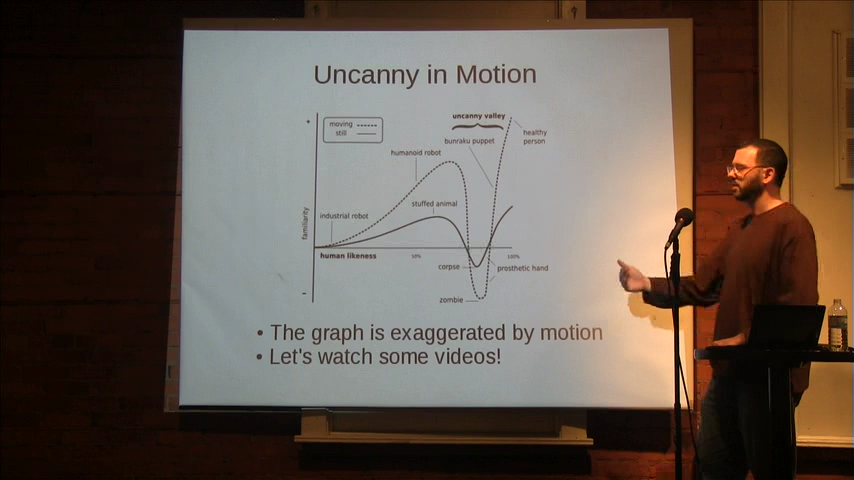 Uncanny in Motion
moving
still
uncanny valley
bunraku puppet
healthy
person
humanoid robot
stuffed animal
industrial robot
familiarity
+
-
human likeness
50%
100%
corpse
prosthetic hand
zombie
• The graph is exaggerated by motion
• Let's watch some videos!